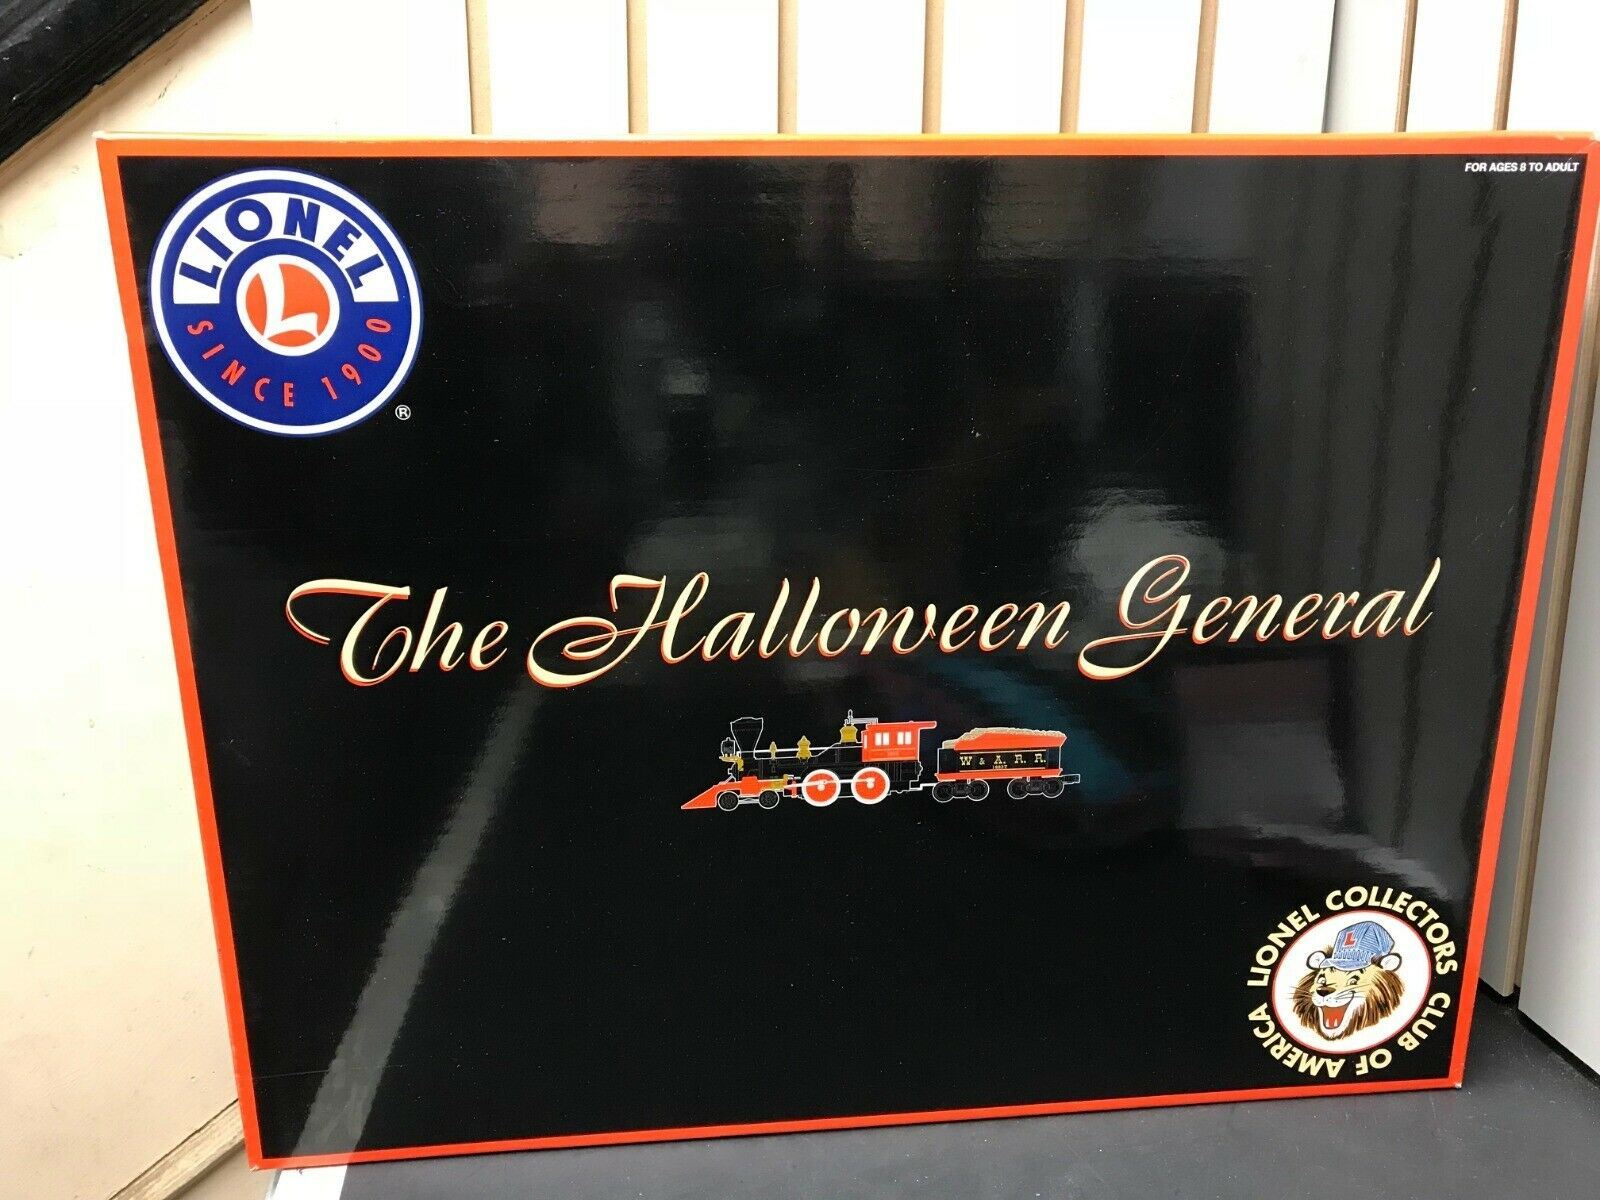 FOR AGES 8 TO ADULT
LIONEL
L
SINCE 1900
®
The Halloween General
W & A. R. R.
L
LIONEL COLLECTORS CLUB OF AMERICA